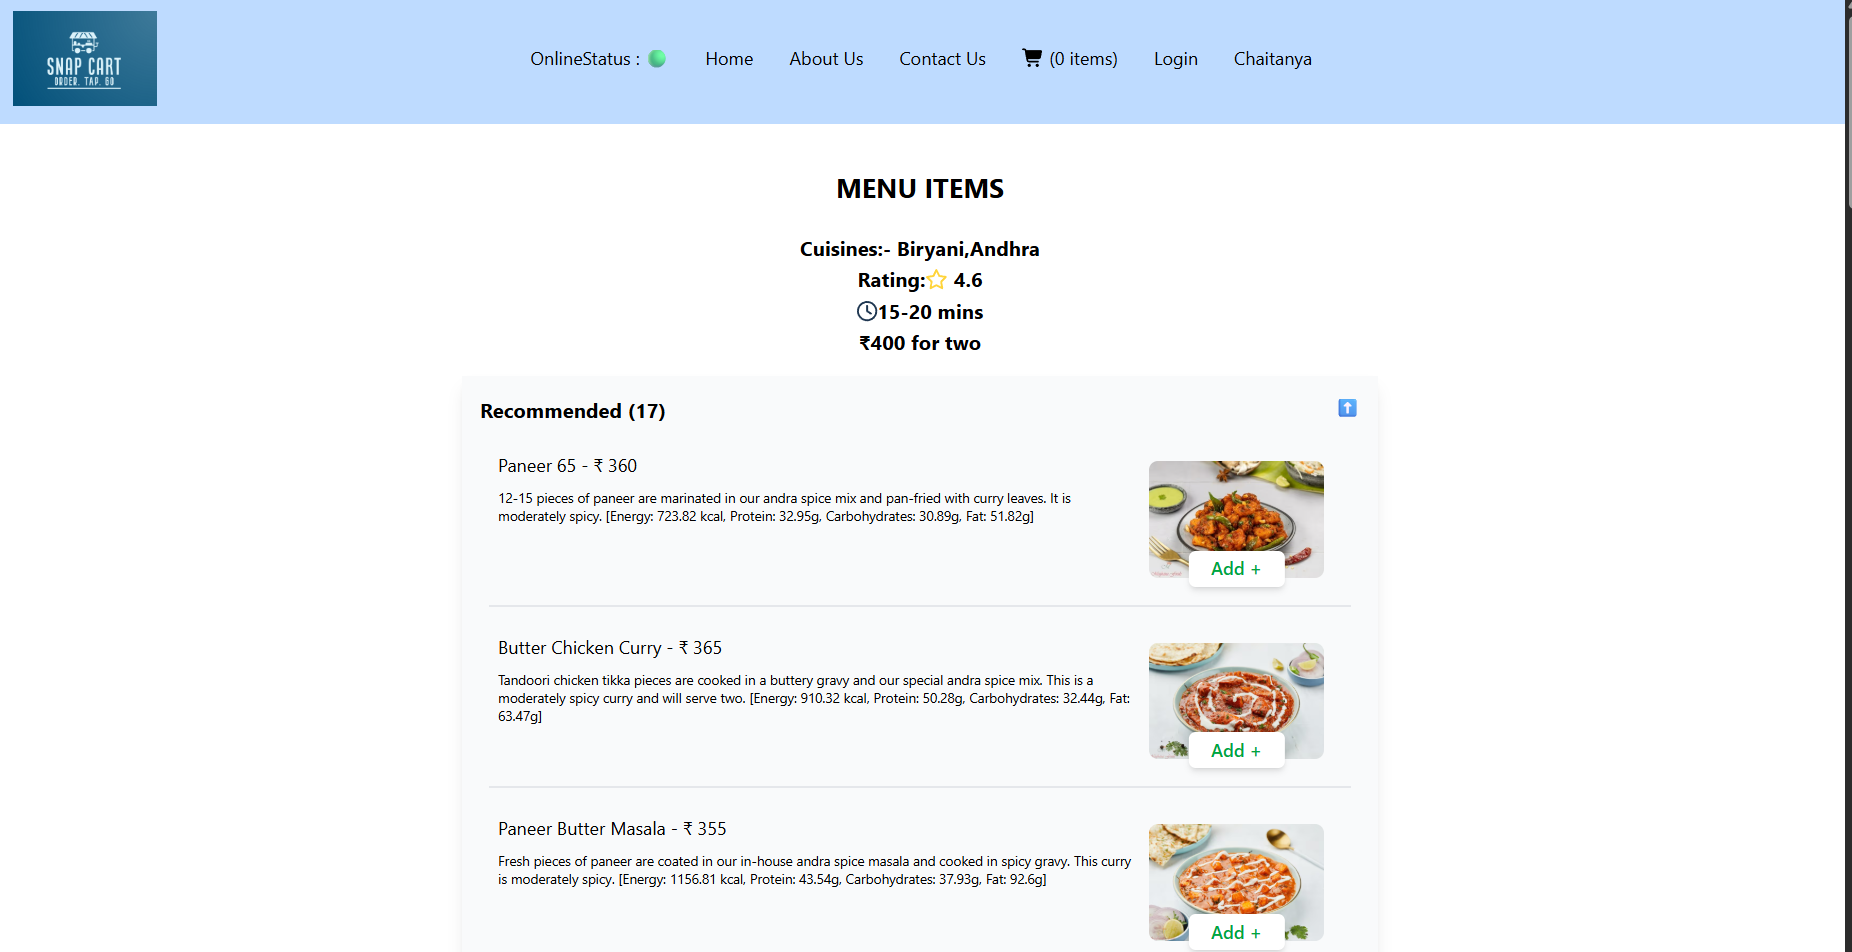 SNAP CART
ORDER. TAP. GO
OnlineStatus :
Home
About Us
Contact Us
(0 items)
Login
Chaitanya
MENU ITEMS
Cuisines:- Biryani,Andhra
Rating: 4.6
15-20 mins
₹400 for two
Recommended (17)
Paneer 65 - ₹ 360
12-15 pieces of paneer are marinated in our andra spice mix and pan-fried with curry leaves. It is
moderately spicy. [Energy: 723.82 kcal, Protein: 32.95g, Carbohydrates: 30.89g, Fat: 51.82g]
Add +
Butter Chicken Curry - ₹ 365
Tandoori chicken tikka pieces are cooked in a buttery gravy and our special andra spice mix. This is a
moderately spicy curry and will serve two. [Energy: 910.32 kcal, Protein: 50.28g, Carbohydrates: 32.44g, Fat:
63.47g]
Add +
Paneer Butter Masala - ₹ 355
Fresh pieces of paneer are coated in our in-house andra spice masala and cooked in spicy gravy. This curry
is moderately spicy. [Energy: 1156.81 kcal, Protein: 43.54g, Carbohydrates: 37.93g, Fat: 92.6g]
Add +